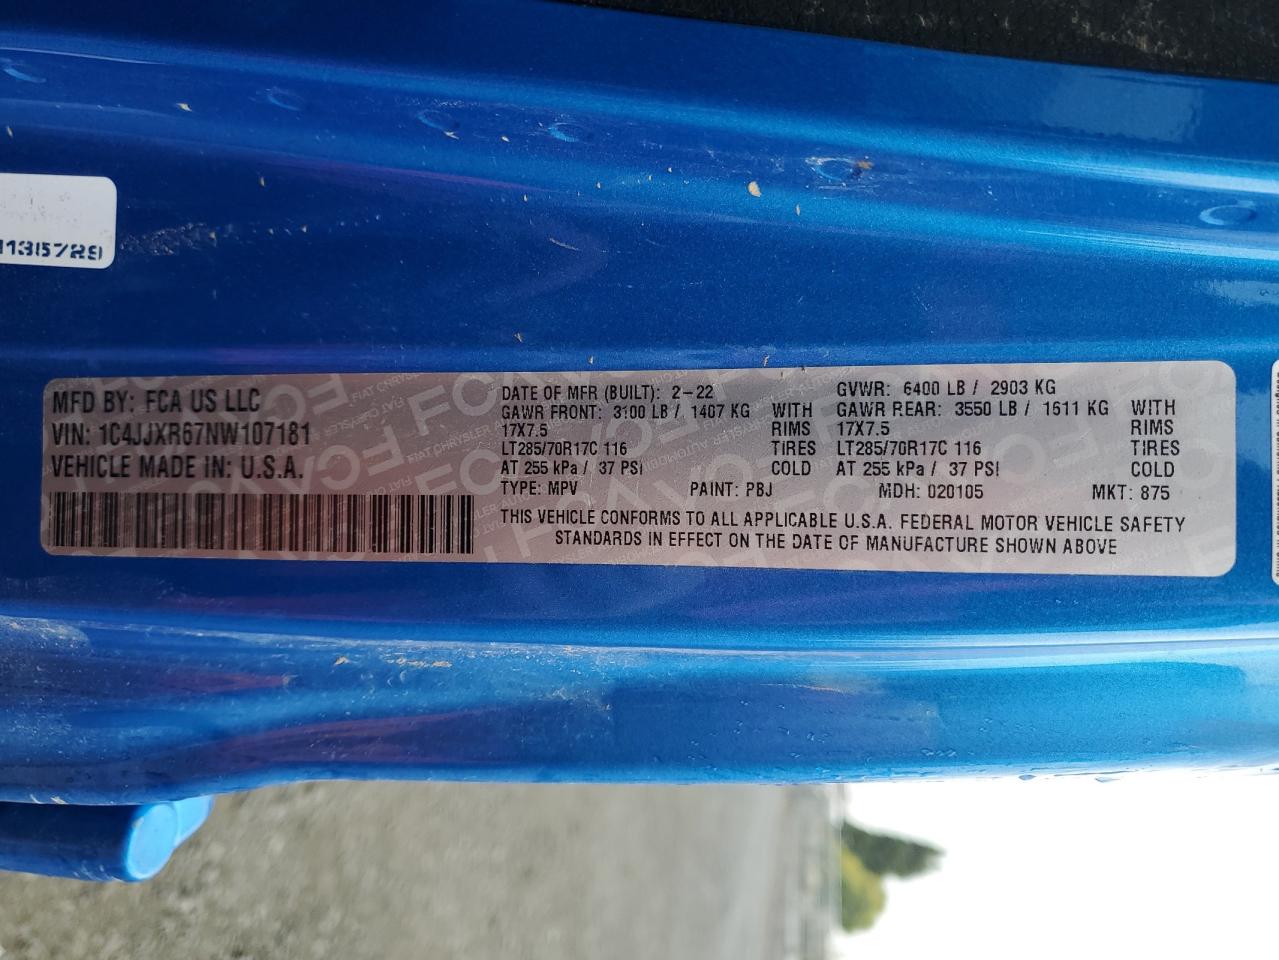 1135729
MFD BY: FCA US LLC
VIN: 1C4JJXR67NW107181
VEHICLE MADE IN: U.S.A.
DATE OF MFR (BUILT): 2-22 GVWR: 6400 LB / 2903 KG
GAWR FRONT: 3100 LB / 1407 KG WITH GAWR REAR: 3550 LB / 1611 KG WITH
17X7.5 RIMS 17X7.5 RIMS
LT285/70R17C 116 TIRES LT285/70R17C 116 TIRES
AT 255 kPa / 37 PSI COLD AT 255 kPa / 37 PSI COLD
TYPE: MPV PAINT: PBJ MDH: 020105 MKT: 875
THIS VEHICLE CONFORMS TO ALL APPLICABLE U.S.A. FEDERAL MOTOR VEHICLE SAFETY
STANDARDS IN EFFECT ON THE DATE OF MANUFACTURE SHOWN ABOVE